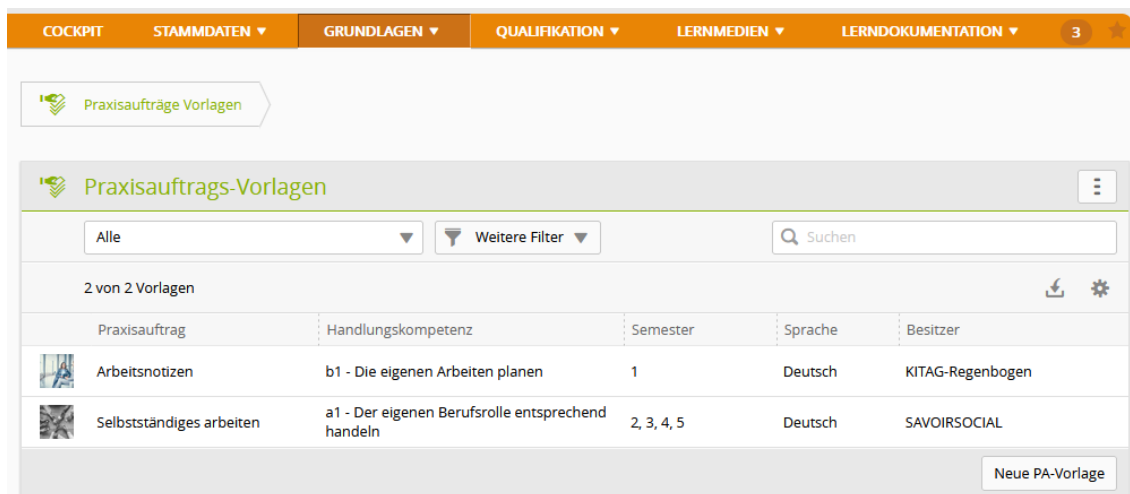 COCKPIT STAMMDATEN ▼ GRUNDLAGEN ▼ QUALIFIKATION ▼ LERNMEDIEN ▼ LERNDOKUMENTATION ▼ 3
Praxisaufträge Vorlagen
Praxisauftrags-Vorlagen
Alle ▼ Weitere Filter ▼ Suchen
2 von 2 Vorlagen
Praxisauftrag Handlungskompetenz Semester Sprache Besitzer
Arbeitsnotizen b1 - Die eigenen Arbeiten planen 1 Deutsch KITAG-Regenbogen
Selbstständiges arbeiten a1 - Der eigenen Berufsrolle entsprechend handeln 2, 3, 4, 5 Deutsch SAVOIRSOCIAL
Neue PA-Vorlage